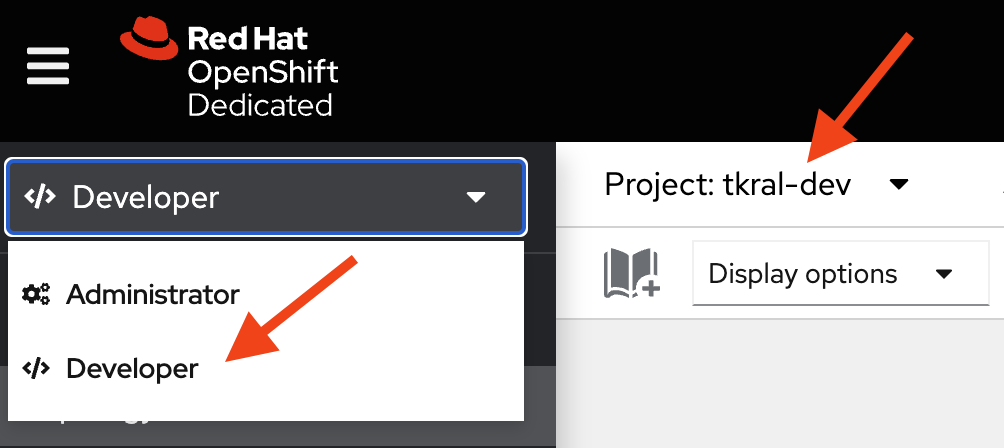 Red Hat
OpenShift
Dedicated
Developer
Project: tkral-dev
Display options
Administrator
Developer